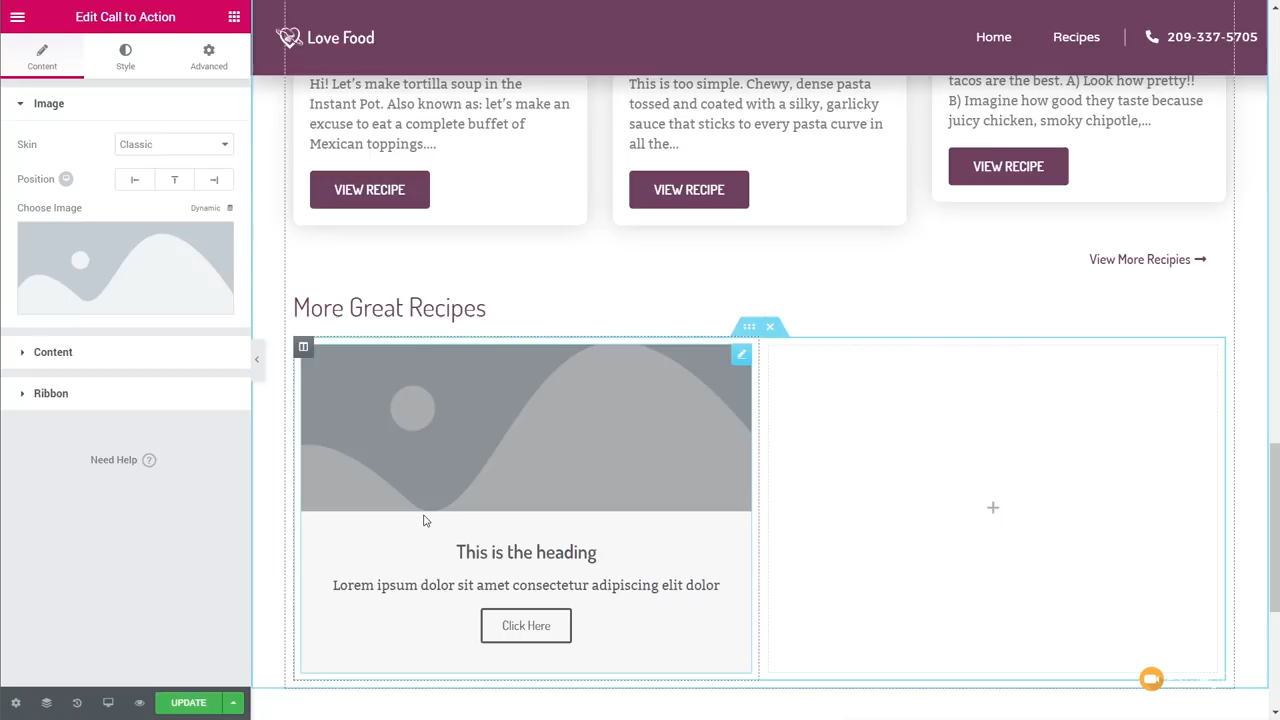 Edit Call to Action
Content
Style
Advanced
Image
Skin
Classic
Position
Choose Image
Dynamic
Content
Ribbon
Need Help ?
UPDATE
Love Food
Home
Recipes
209-337-5705
Hi! Let's make tortilla soup in the
Instant Pot. Also known as: let's make an
excuse to eat a complete buffet of
Mexican toppings....
VIEW RECIPE
This is too simple. Chewy, dense pasta
tossed and coated with a silky, garlicky
sauce that sticks to every pasta curve in
all the...
VIEW RECIPE
tacos are the best. A) Look how pretty!!
B) Imagine how good they taste because
juicy chicken, smoky chipotle,...
VIEW RECIPE
View More Recipies
More Great Recipes
This is the heading
Lorem ipsum dolor sit amet consectetur adipiscing elit dolor
Click Here